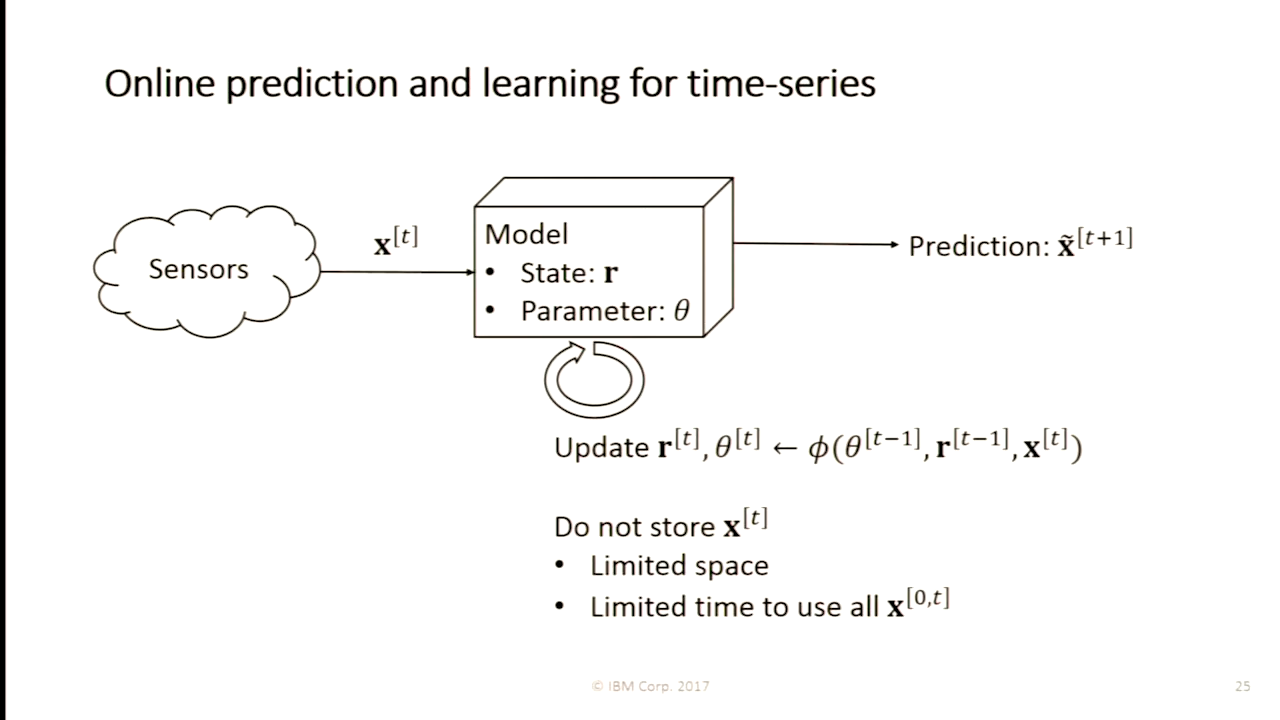 Online prediction and learning for time-series
Sensors
𝐱^[t]
Model
• State: 𝐫
• Parameter: θ
Prediction: 𝐱̃^[t+1]
Update 𝐫^[t], θ^[t] ← ϕ(θ^[t−1], 𝐫^[t−1], 𝐱^[t])
Do not store 𝐱^[t]
• Limited space
• Limited time to use all 𝐱^[0,t]
© IBM Corp. 2017
25